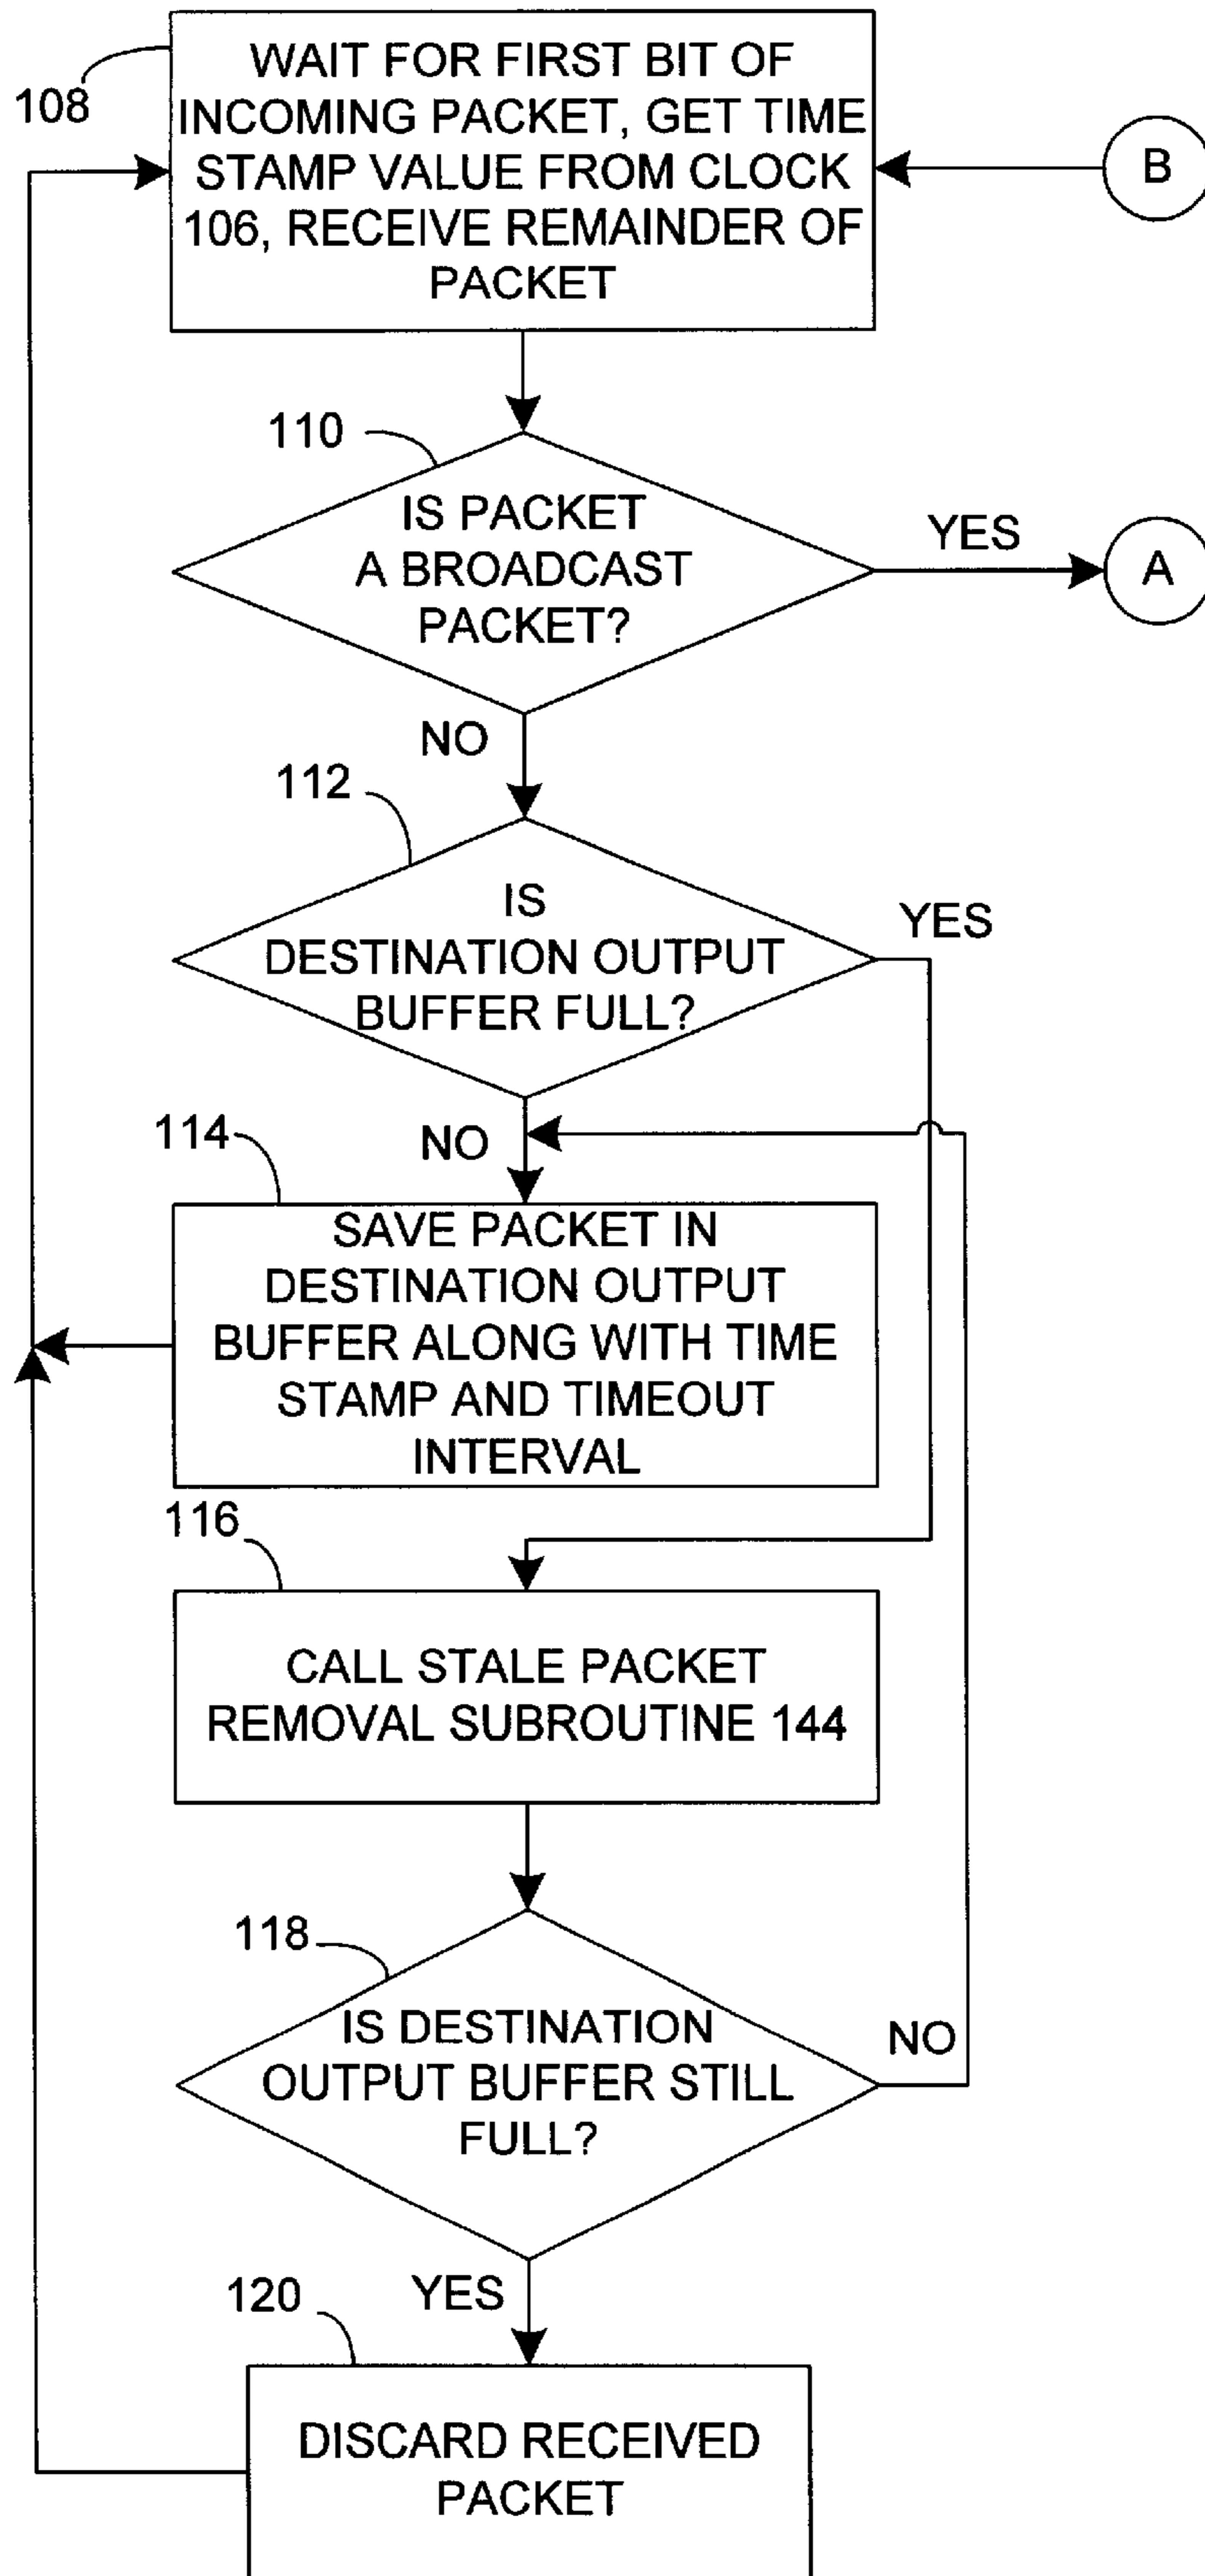 108
WAIT FOR FIRST BIT OF
INCOMING PACKET, GET TIME
STAMP VALUE FROM CLOCK
106, RECEIVE REMAINDER OF
PACKET
B
110
IS PACKET
A BROADCAST
PACKET?
YES
A
NO
112
IS
DESTINATION OUTPUT
BUFFER FULL?
YES
NO
114
SAVE PACKET IN
DESTINATION OUTPUT
BUFFER ALONG WITH TIME
STAMP AND TIMEOUT
INTERVAL
116
CALL STALE PACKET
REMOVAL SUBROUTINE 144
118
IS DESTINATION
OUTPUT BUFFER STILL
FULL?
NO
YES
120
DISCARD RECEIVED
PACKET